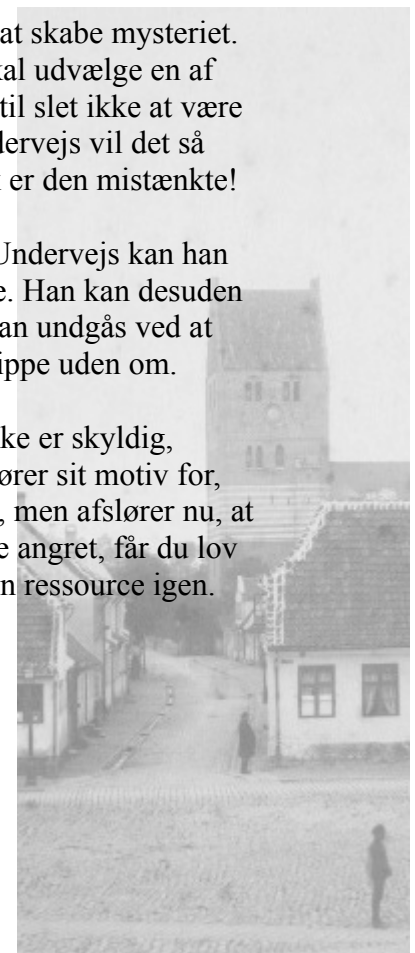 at skabe mysteriet.
kal udvælge en af
til slet ikke at være
dervejs vil det så
er den mistænkte!
Undervejs kan han
e. Han kan desuden
an undgås ved at
ippe uden om.
ke er skyldig,
ører sit motiv for,
, men afslører nu, at
e angret, får du lov
n ressource igen.